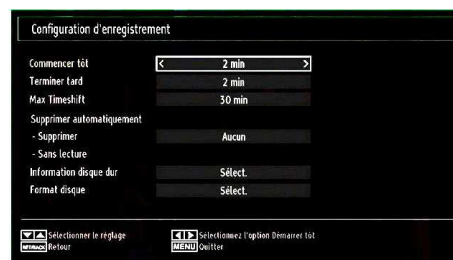 Configuration d'enregistrement
Commencer tôt < 2 min >
Terminer tard 2 min
Max Timeshift 30 min
Supprimer automatiquement
- Supprimer Aucun
- Sans lecture
Information disque dur Sélect.
Format disque Sélect.
Sélectionner le réglage Sélectionnez l'option Démarrer tôt
Retour MENU Quitter